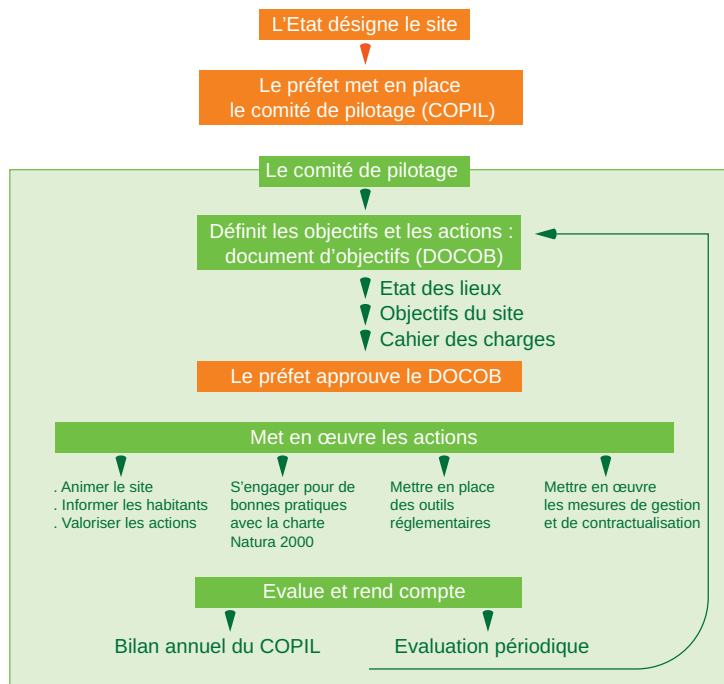 L'Etat désigne le site
Le préfet met en place
le comité de pilotage (COPIL)
Le comité de pilotage
Définit les objectifs et les actions :
document d'objectifs (DOCOB)
Etat des lieux
Objectifs du site
Cahier des charges
Le préfet approuve le DOCOB
Met en œuvre les actions
. Animer le site
. Informer les habitants
. Valoriser les actions
S'engager pour de
bonnes pratiques
avec la charte
Natura 2000
Mettre en place
des outils
réglementaires
Mettre en œuvre
les mesures de gestion
et de contractualisation
Evalue et rend compte
Bilan annuel du COPIL
Evaluation périodique